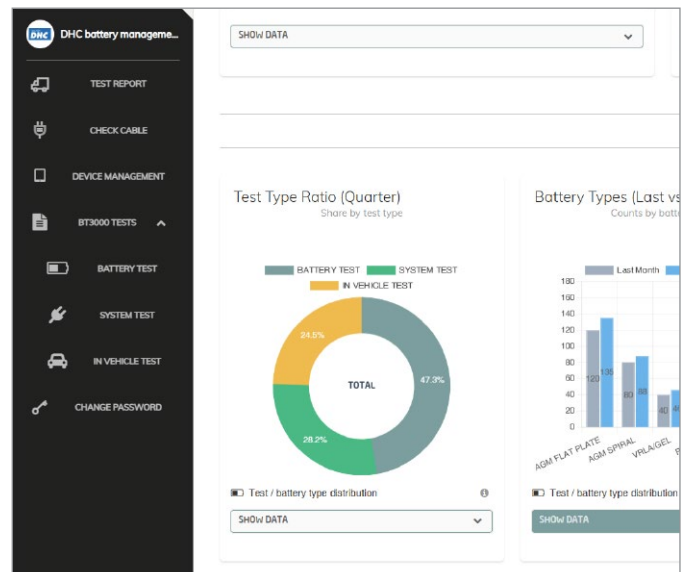 DHC
DHC battery manageme...
TEST REPORT
CHECK CABLE
DEVICE MANAGEMENT
BT3000 TESTS
BATTERY TEST
SYSTEM TEST
IN VEHICLE TEST
CHANGE PASSWORD
SHOW DATA
Test Type Ratio (Quarter)
Share by test type
BATTERY TEST
SYSTEM TEST
IN VEHICLE TEST
24.5%
47.3%
28.2%
TOTAL
Test / battery type distribution
SHOW DATA
Battery Types (Last vs
Counts by batte
Last Month
180
160
140
120
100
80
60
40
20
0
120
135
80
88
40
AGM FLAT PLATE
AGM SPIRAL
VRLA/GEL
Test / battery type distribution
SHOW DATA